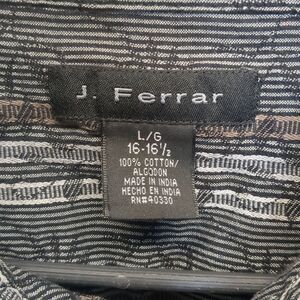 J. Ferrar
L/G
16-16½
100% COTTON/
ALGODON
MADE IN INDIA
HECHO EN INDIA
RN#40330